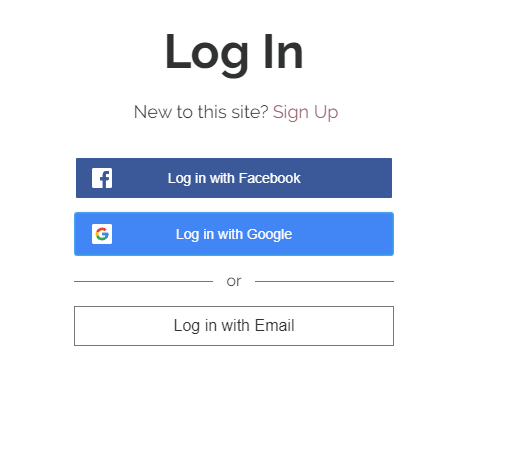 Log In
New to this site? Sign Up
Log in with Facebook
Log in with Google
or
Log in with Email